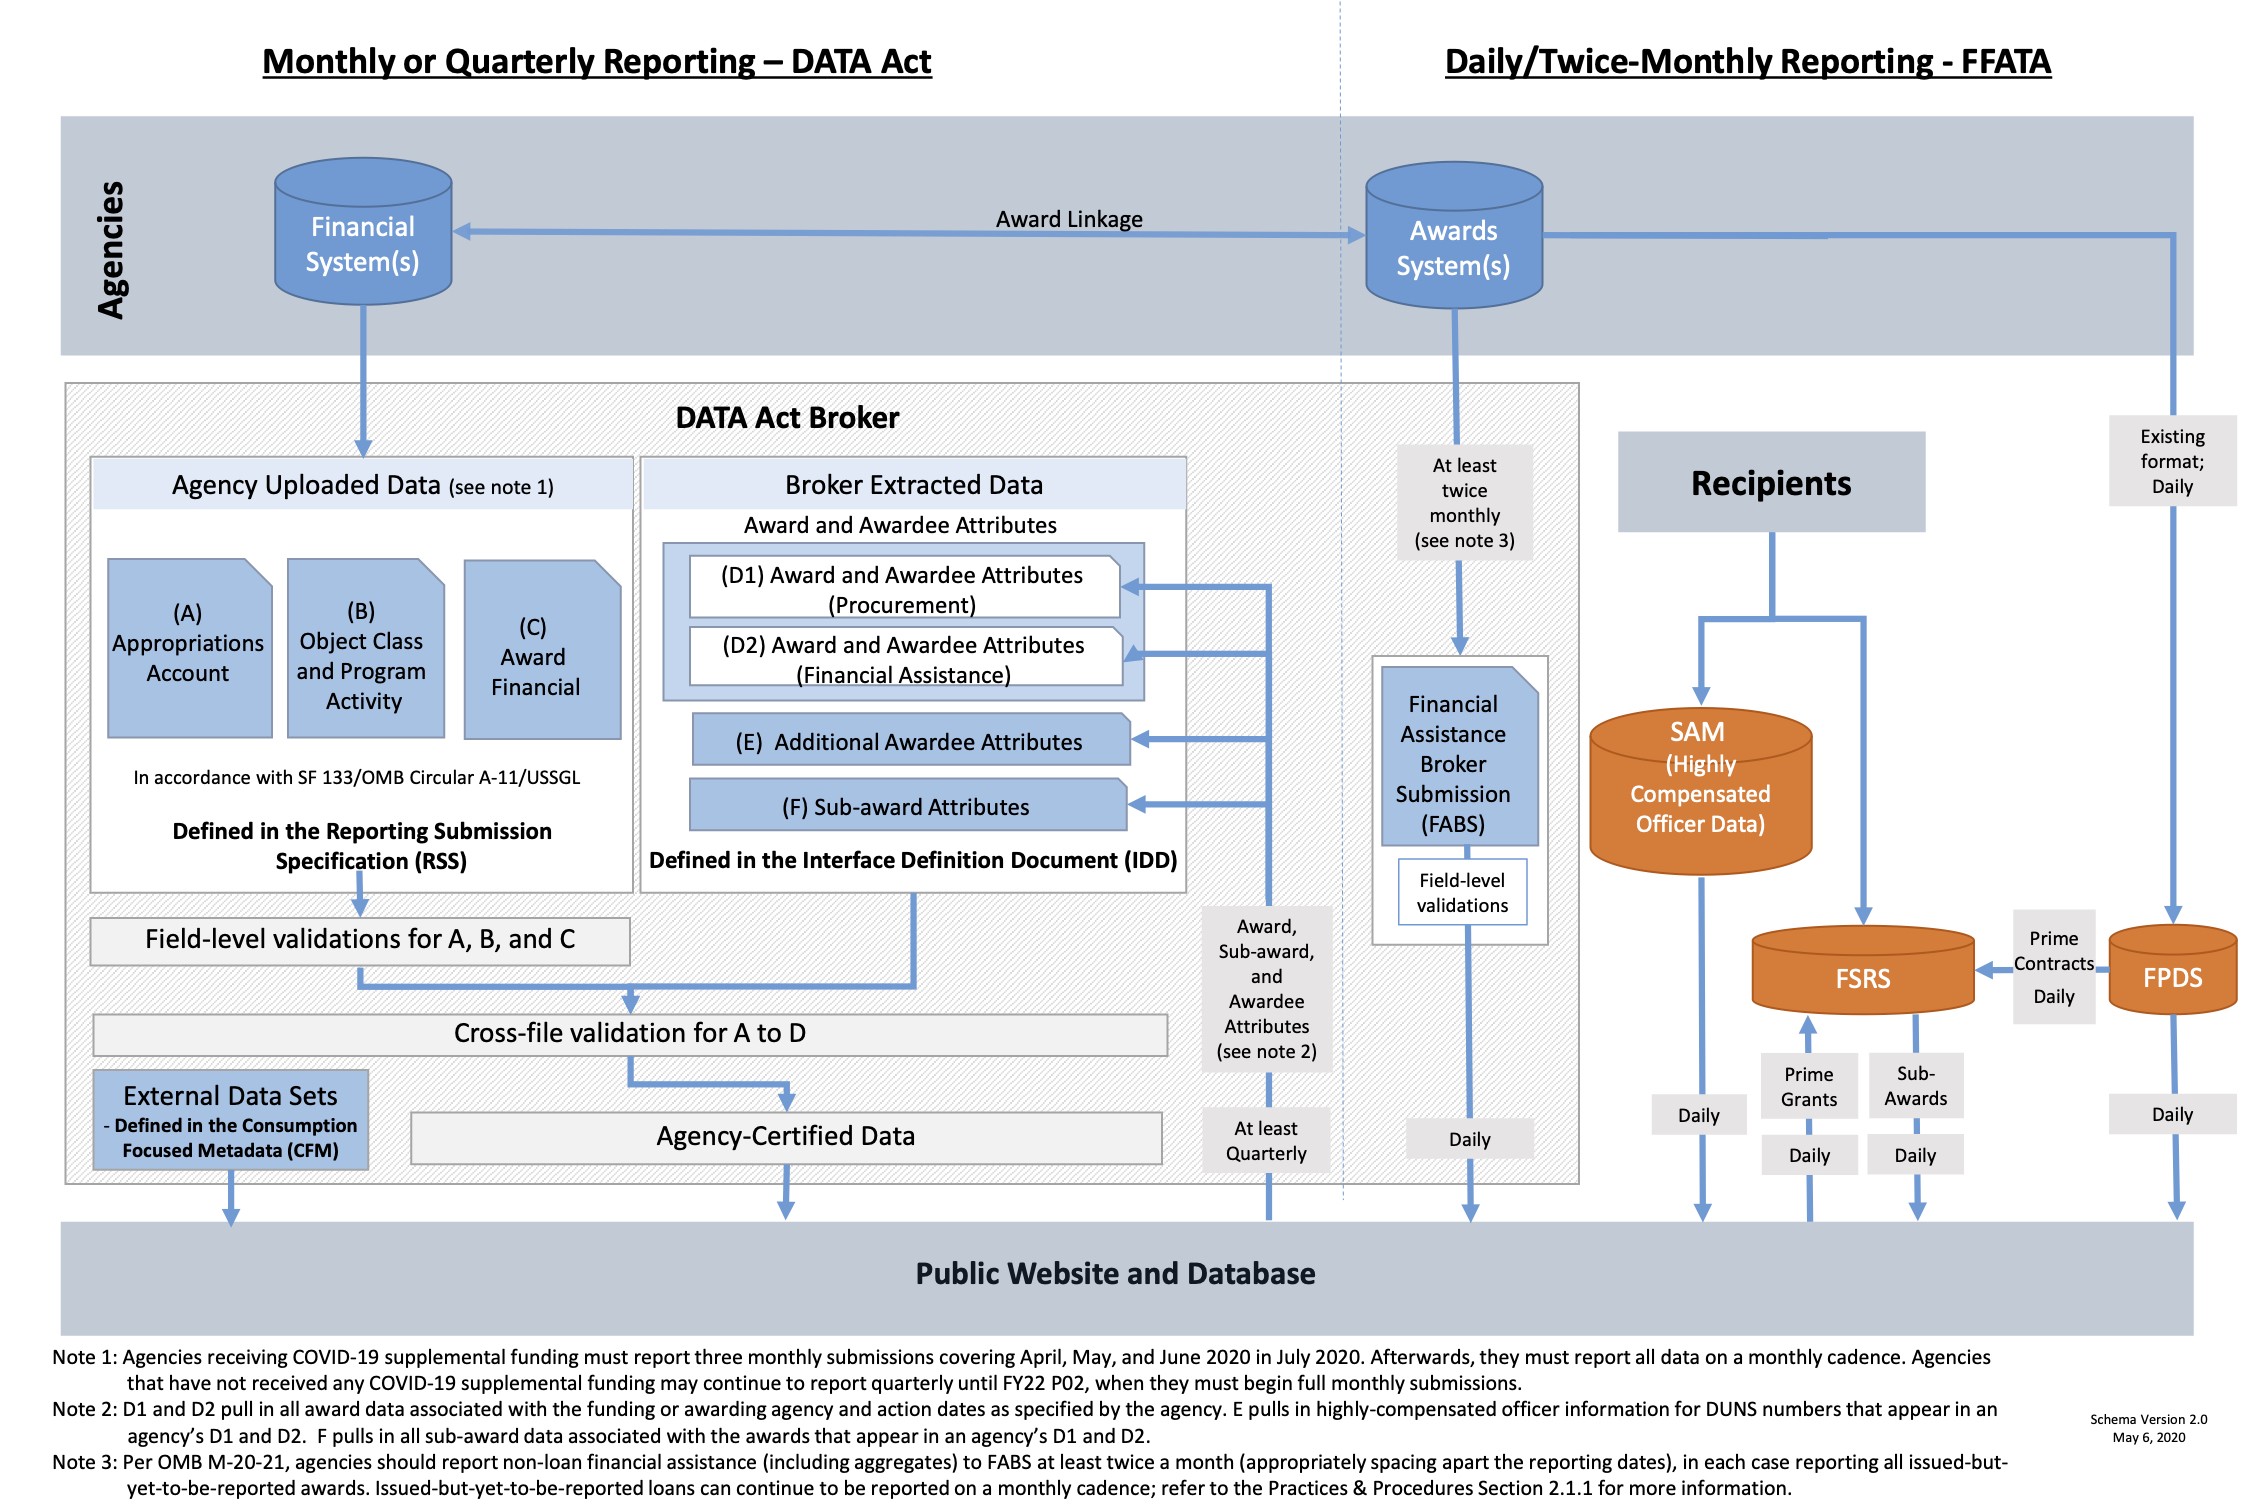 Monthly or Quarterly Reporting – DATA Act
Daily/Twice-Monthly Reporting - FFATA
Agencies
Financial
System(s)
Award Linkage
Awards
System(s)
DATA Act Broker
Agency Uploaded Data (see note 1)
(A)
Appropriations
Account
(B)
Object Class
and Program
Activity
(C)
Award
Financial
In accordance with SF 133/OMB Circular A-11/USSGL
Defined in the Reporting Submission
Specification (RSS)
Broker Extracted Data
Award and Awardee Attributes
(D1) Award and Awardee Attributes
(Procurement)
(D2) Award and Awardee Attributes
(Financial Assistance)
(E) Additional Awardee Attributes
(F) Sub-award Attributes
Defined in the Interface Definition Document (IDD)
Field-level validations for A, B, and C
Cross-file validation for A to D
External Data Sets
- Defined in the Consumption
Focused Metadata (CFM)
Agency-Certified Data
Award,
Sub-award,
and
Awardee
Attributes
(see note 2)
At least
Quarterly
At least
twice
monthly
(see note 3)
Financial
Assistance
Broker
Submission
(FABS)
Field-level
validations
Daily
Recipients
Existing
format;
Daily
SAM
(Highly
Compensated
Officer Data)
FSRS
Prime
Contracts
Daily
FPDS
Daily
Prime
Grants
Daily
Sub-
Awards
Daily
Daily
Public Website and Database
Note 1: Agencies receiving COVID-19 supplemental funding must report three monthly submissions covering April, May, and June 2020 in July 2020. Afterwards, they must report all data on a monthly cadence. Agencies
that have not received any COVID-19 supplemental funding may continue to report quarterly until FY22 P02, when they must begin full monthly submissions.
Note 2: D1 and D2 pull in all award data associated with the funding or awarding agency and action dates as specified by the agency. E pulls in highly-compensated officer information for DUNS numbers that appear in an
agency's D1 and D2. F pulls in all sub-award data associated with the awards that appear in an agency's D1 and D2.
Note 3: Per OMB M-20-21, agencies should report non-loan financial assistance (including aggregates) to FABS at least twice a month (appropriately spacing apart the reporting dates), in each case reporting all issued-but-
yet-to-be-reported awards. Issued-but-yet-to-be-reported loans can continue to be reported on a monthly cadence; refer to the Practices & Procedures Section 2.1.1 for more information.
Schema Version 2.0
May 6, 2020